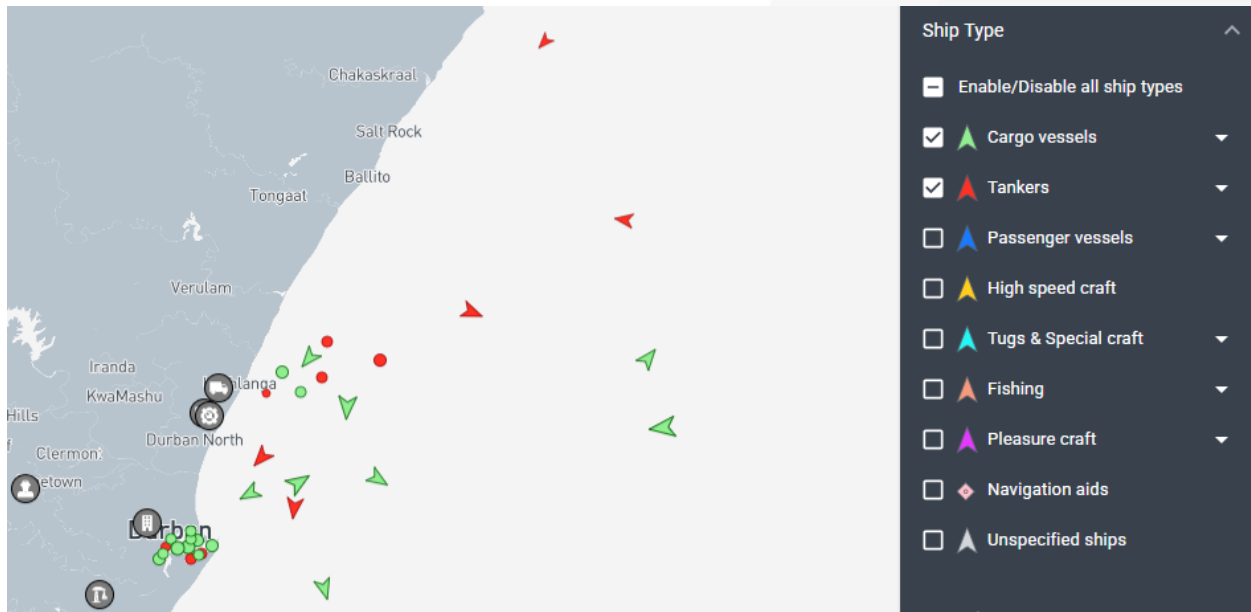 Chakaskraal
Salt Rock
Ballito
Tongaat
Verulam
Iranda
KwaMashu
Hills
Durban North
Clermont
Durban
Ship Type
Enable/Disable all ship types
Cargo vessels
Tankers
Passenger vessels
High speed craft
Tugs & Special craft
Fishing
Pleasure craft
Navigation aids
Unspecified ships